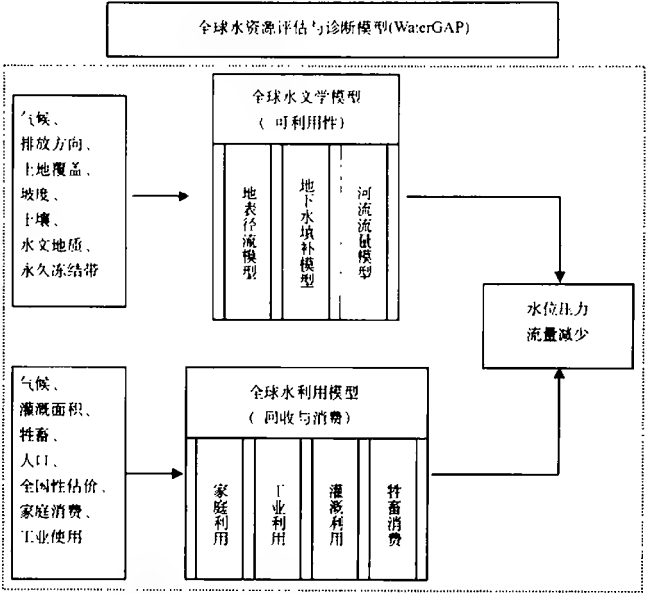 全球水资源评估与诊断模型(WaterGAP)
气候、
排放方向、
土地覆盖、
坡度、
土壤、
水文地质、
永久冻结带
全球水文学模型
(可利用性)
地表径流模型
地下水填补模型
河流流量模型
水位压力
流量减少
气候、
灌溉面积、
牲畜、
人口、
全国性估价、
家庭消费、
工业使用
全球水利用模型
(回收与消费)
家庭利用
工业利用
灌溉利用
牲畜消费